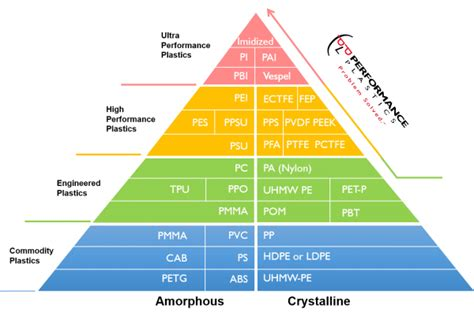 Ultra
Performance
Plastics
Imidized
PI PAI
PBI Vespel
High
Performance
Plastics
PEI ECTFE FEP
PES PPSU PPS PVDF PEEK
PSU PFA PTFE PCTFE
Engineered
Plastics
PC PA (Nylon)
TPU PPO UHMW PE PET-P
PMMA POM PBT
Commodity
Plastics
PMMA PVC PP
CAB PS HDPE or LDPE
PETG ABS UHMW-PE
Amorphous Crystalline
PERFORMANCE
PLASTICS
Problem Solved.